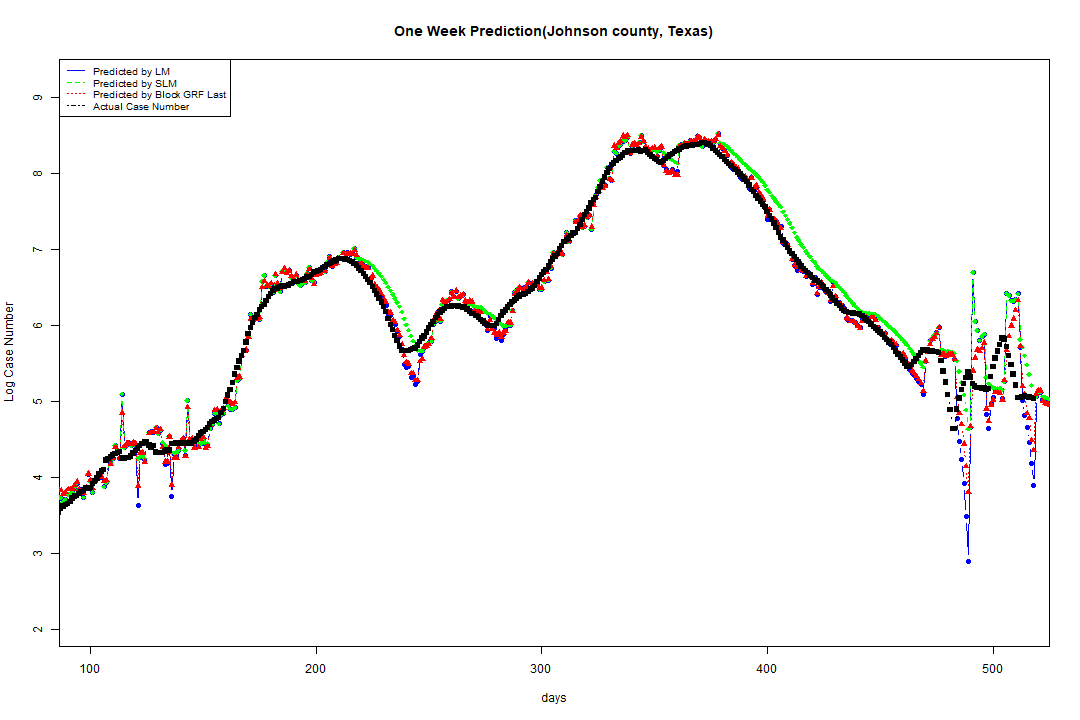 One Week Prediction(Johnson county, Texas)
Predicted by LM
Predicted by SLM
Predicted by Block GRF Last
Actual Case Number
9
8
7
6
5
4
3
2
Log Case Number
100 200 300 400 500
days